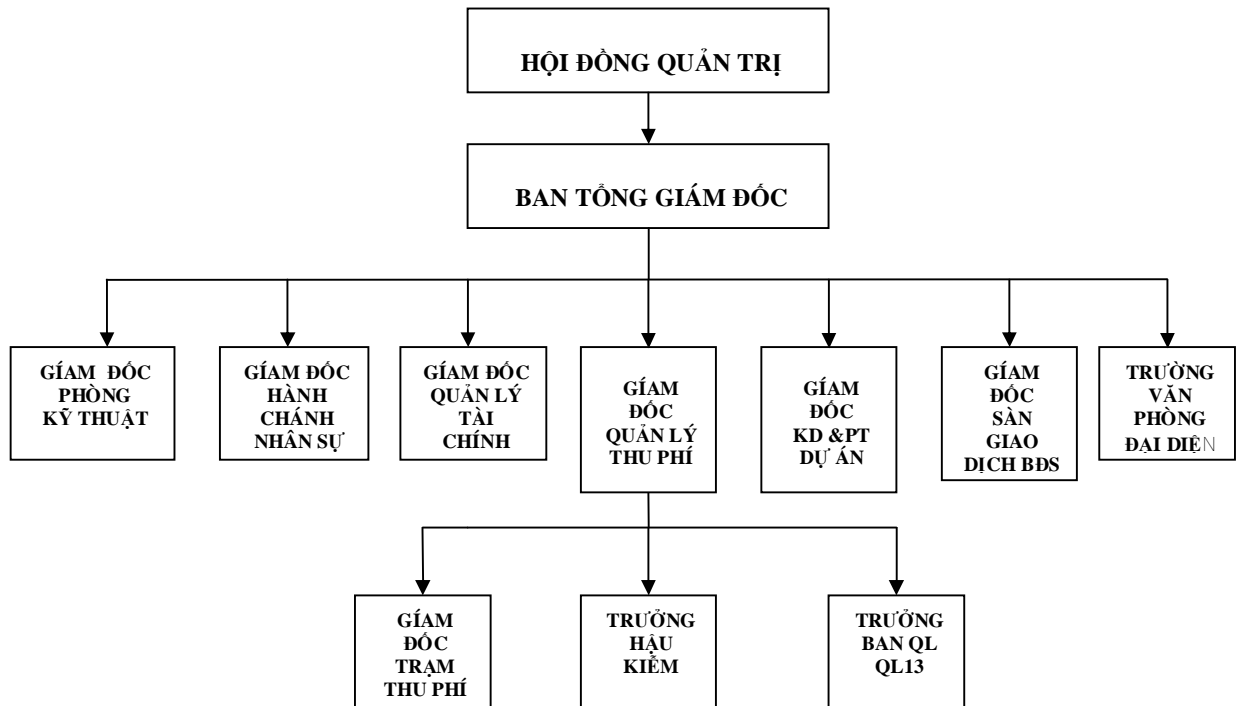 HỘI ĐỒNG QUẢN TRỊ
BAN TỔNG GIÁM ĐỐC
GÍAM ĐỐC
PHÒNG
KỸ THUẬT
GÍAM ĐỐC
HÀNH
CHÁNH
NHÂN SỰ
GÍAM ĐỐC
QUẢN LÝ
TÀI
CHÍNH
GÍAM
ĐỐC
QUẢN LÝ
THU PHÍ
GÍAM
ĐỐC
KD &PT
DỰ ÁN
GÍAM
ĐỐC
SÀN
GIAO
DỊCH BĐS
TRƯỜNG
VĂN
PHÒNG
ĐẠI DIỆN
GÍAM
ĐỐC
TRẠM
THU PHÍ
TRƯỞNG
HẬU
KIỄM
TRƯỞNG
BAN QL
QL13